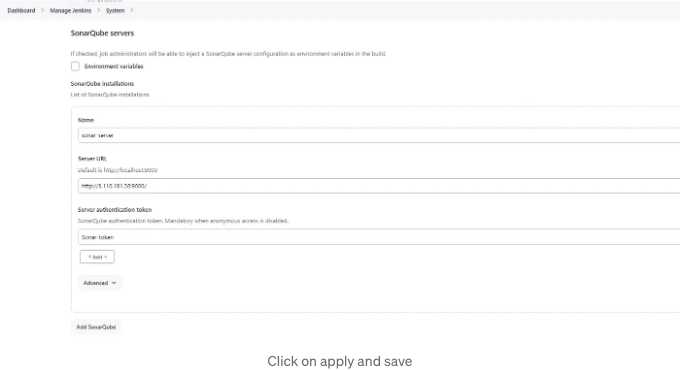 Dashboard > Manage Jenkins > System >
SonarQube servers
If checked, job administrators will be able to inject a SonarQube server configuration as environment variables in the build.
Environment variables
SonarQube installations
List of SonarQube installations
Name
sonar-server
Server URL
Default is http://localhost:9000
http://3.110.181.20:9000/
Server authentication token
SonarQube authentication token. Mandatory when anonymous access is disabled.
Sonar-token
+ Add
Advanced
Add SonarQube
Click on apply and save